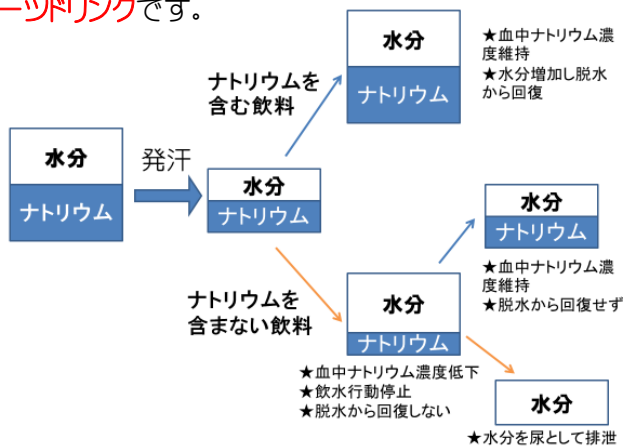 ーツドリンクです。
水分
ナトリウム
発汗
水分
ナトリウム
ナトリウムを
含む飲料
水分
ナトリウム
★血中ナトリウム濃
度維持
★水分増加し脱水
から回復
ナトリウムを
含まない飲料
水分
ナトリウム
★血中ナトリウム濃度低下
★飲水行動停止
★脱水から回復しない
水分
ナトリウム
★血中ナトリウム濃
度維持
★脱水から回復せず
水分
★水分を尿として排泄